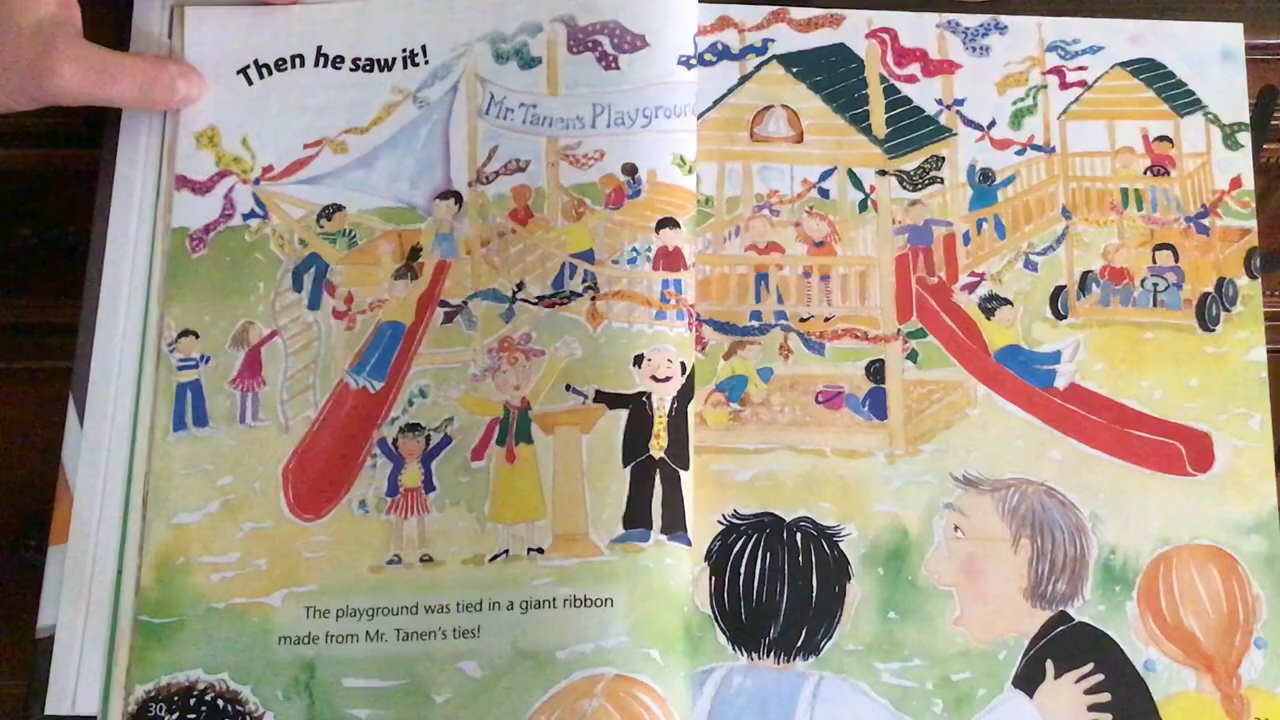 Then he saw it!
Mr. Tanen's Playground
The playground was tied in a giant ribbon
made from Mr. Tanen's ties!
30